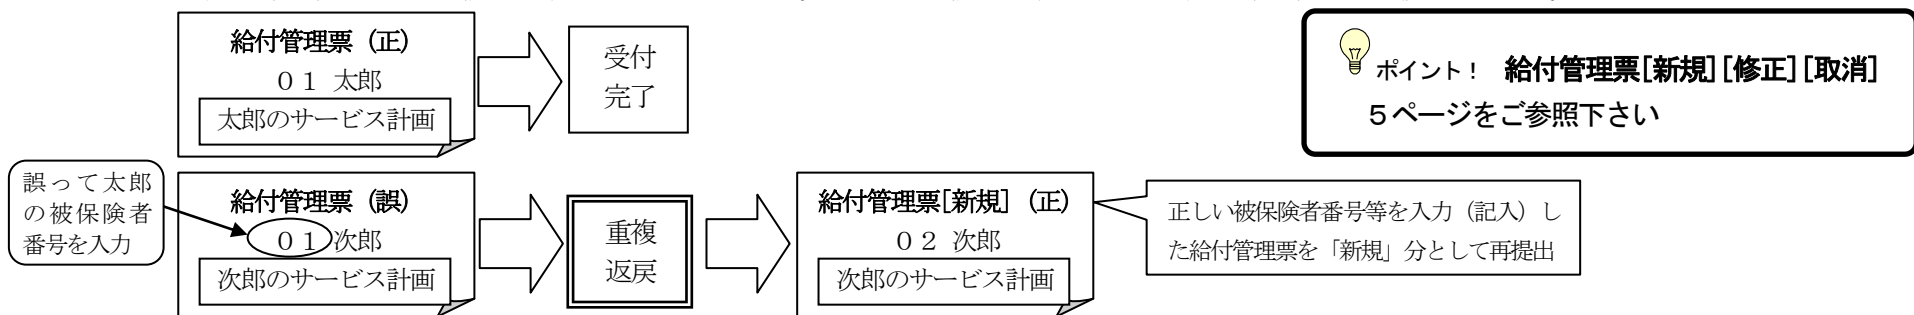 給付管理票（正）
０１ 太郎
太郎のサービス計画
受付
完了
ポイント！ 給付管理票[新規][修正][取消]
５ページをご参照下さい
誤って太郎
の被保険者
番号を入力
給付管理票（誤）
０１次郎
次郎のサービス計画
重複
返戻
給付管理票[新規]（正）
０２ 次郎
次郎のサービス計画
正しい被保険者番号等を入力（記入）し
た給付管理票を「新規」分として再提出